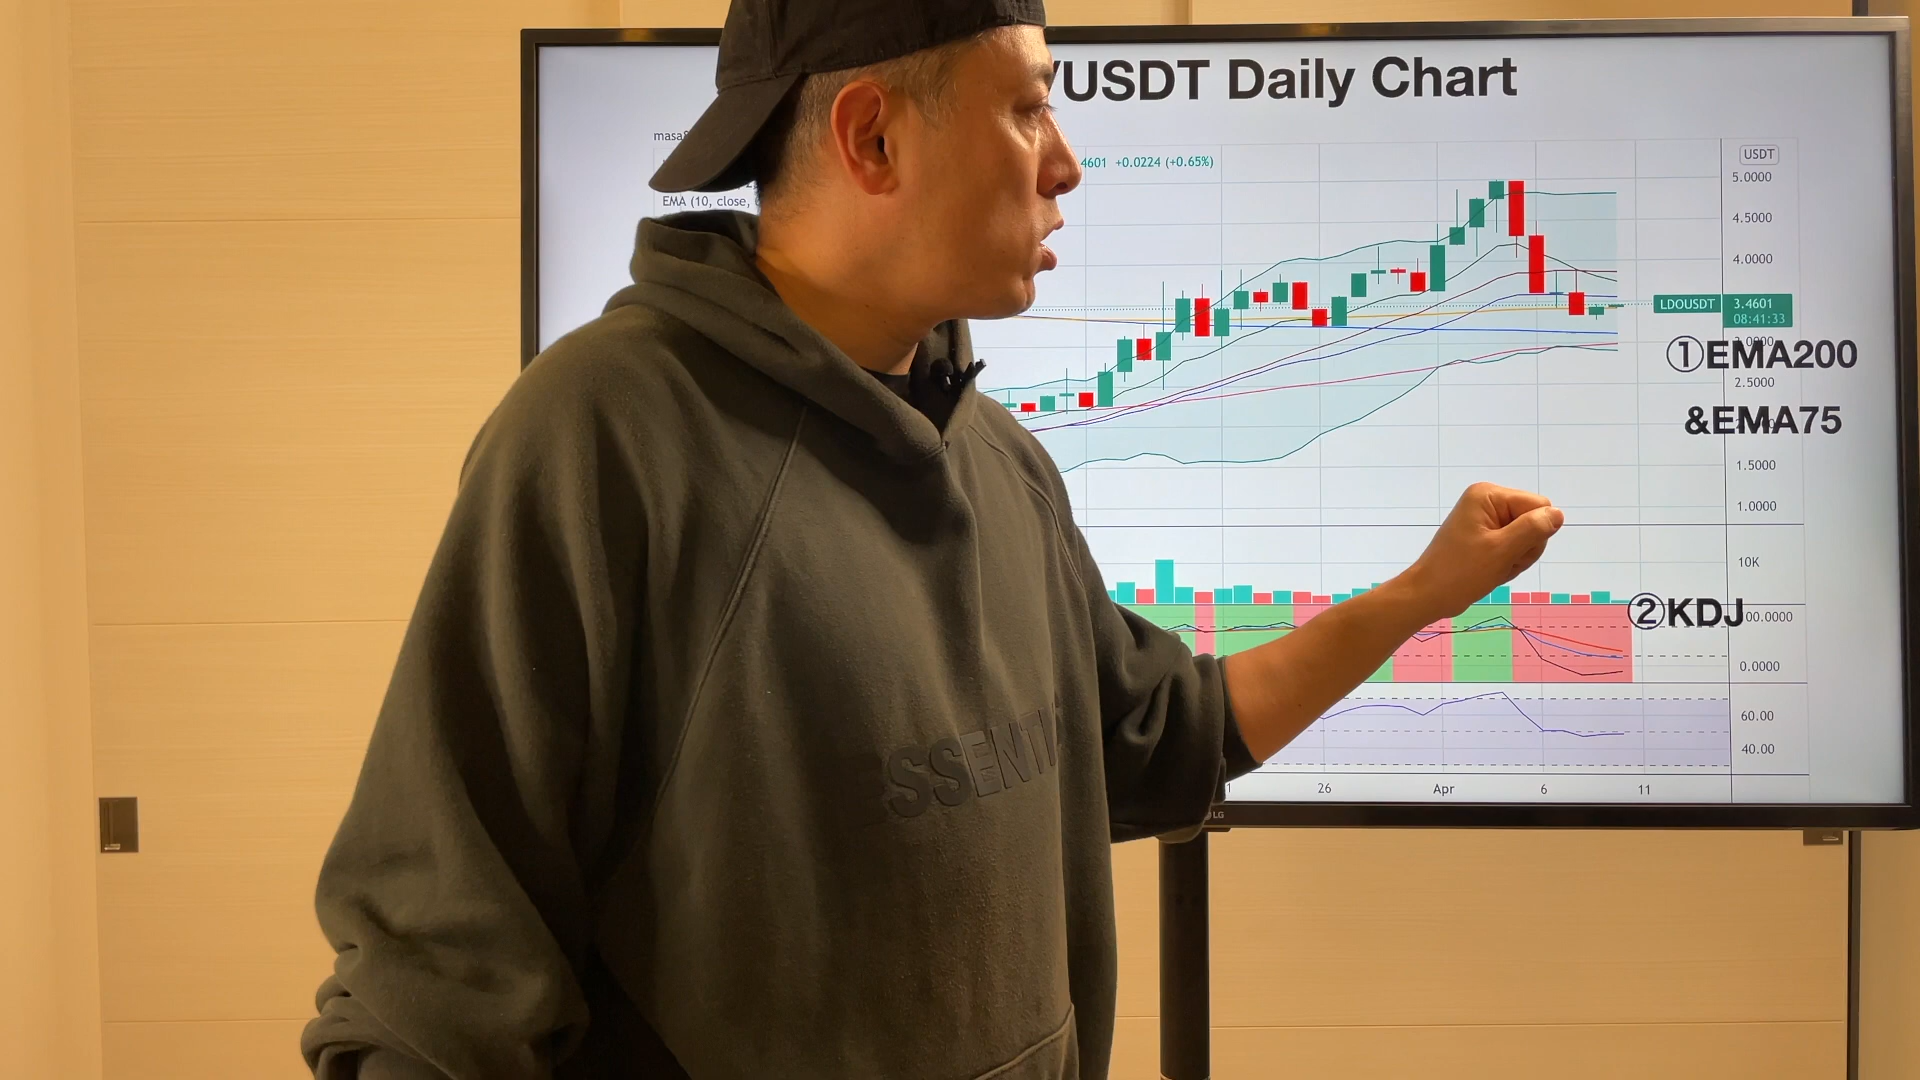 /USDT Daily Chart
masa
4601 +0.0224 (+0.65%)
USDT
EMA (10, close,
5.0000
4.5000
4.0000
LDOUSDT 3.4601
08:41:33
①EMA200
2.5000
&EMA75
1.5000
1.0000
10K
②KDJ
00.0000
0.0000
60.00
SSENTI
40.00
26 Apr 6 11
LG